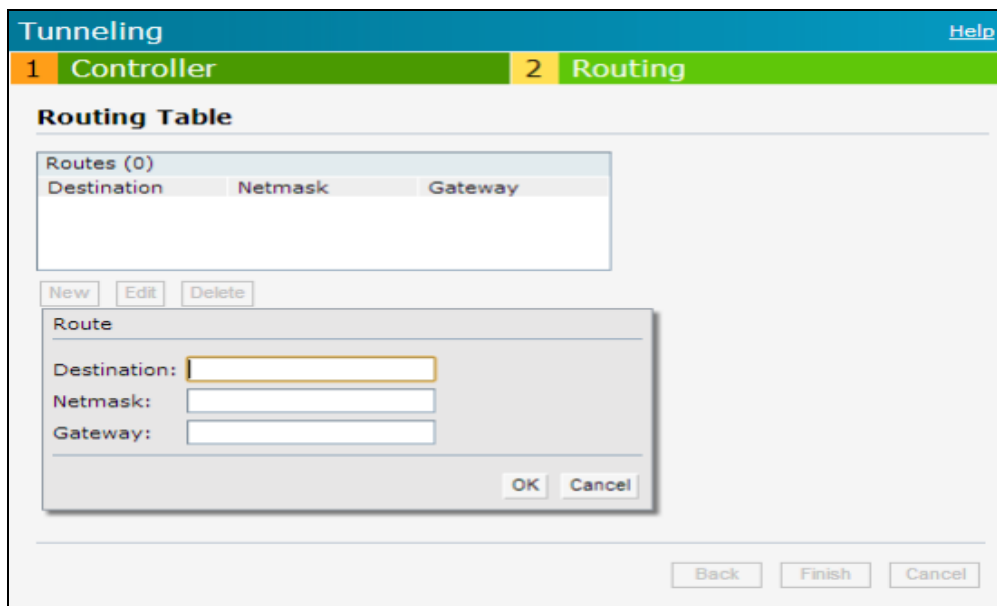 Tunneling Help
1 Controller 2 Routing
Routing Table
Routes (0)
Destination Netmask Gateway
New Edit Delete
Route
Destination:
Netmask:
Gateway:
OK Cancel
Back Finish Cancel